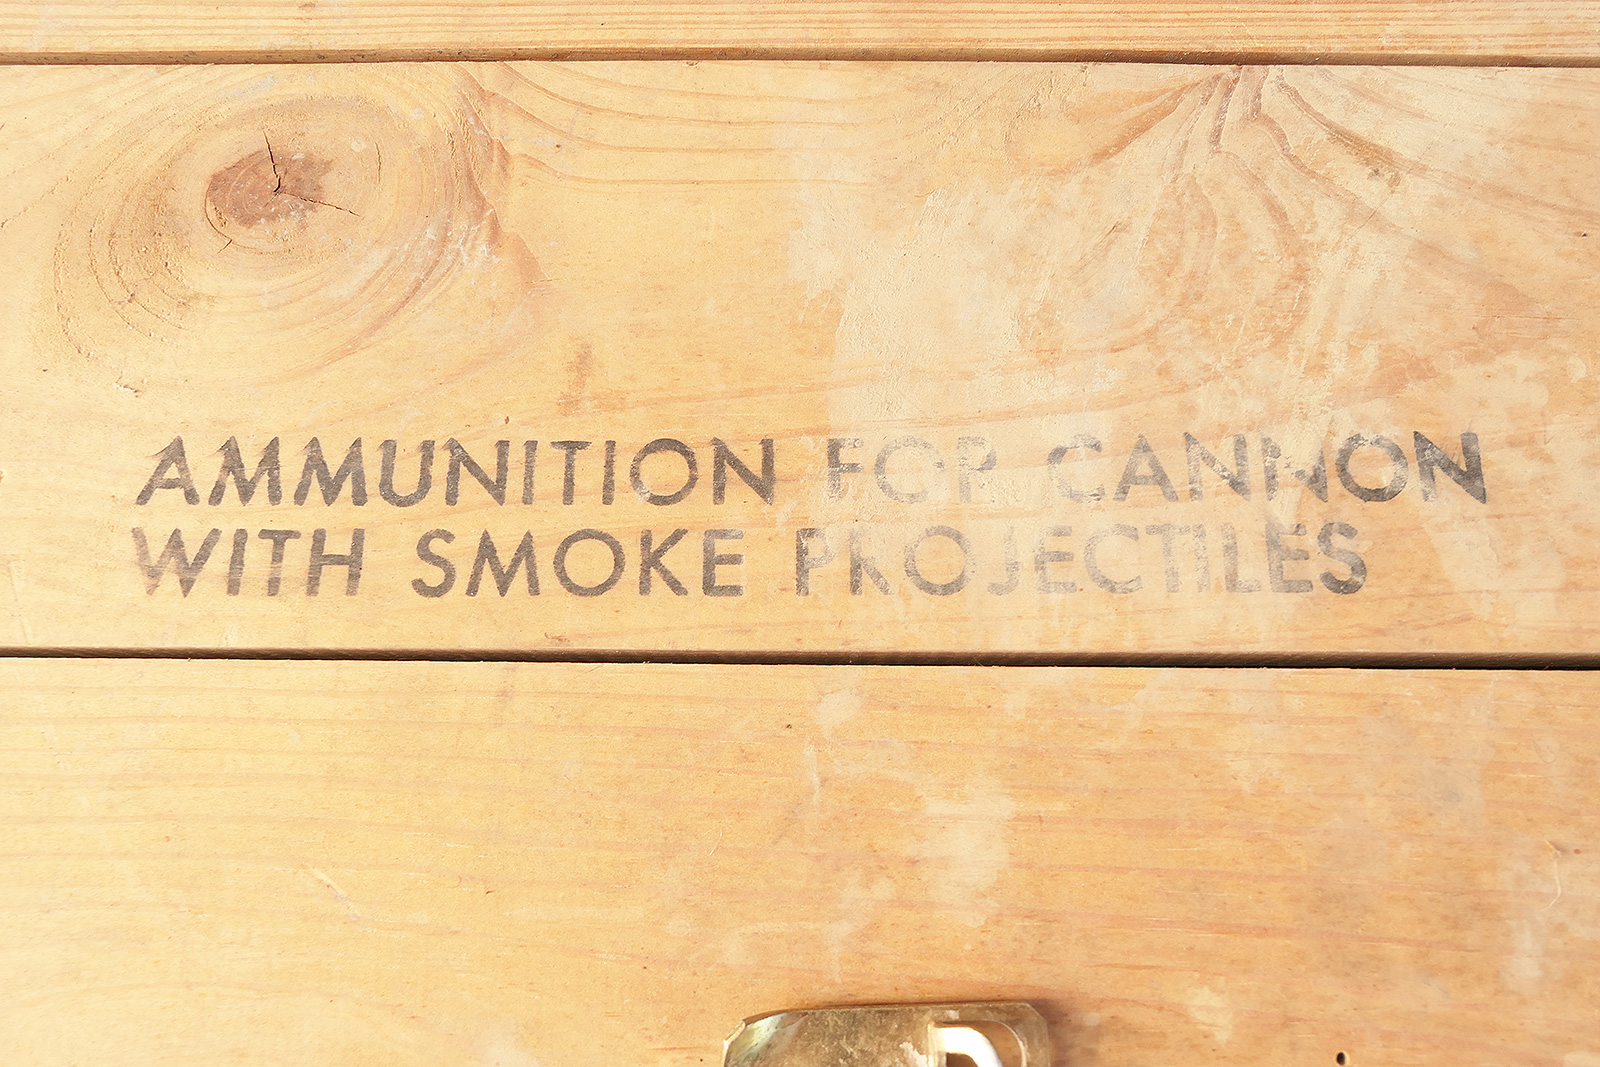 AMMUNITION FOR CANNON
WITH SMOKE PROJECTILES